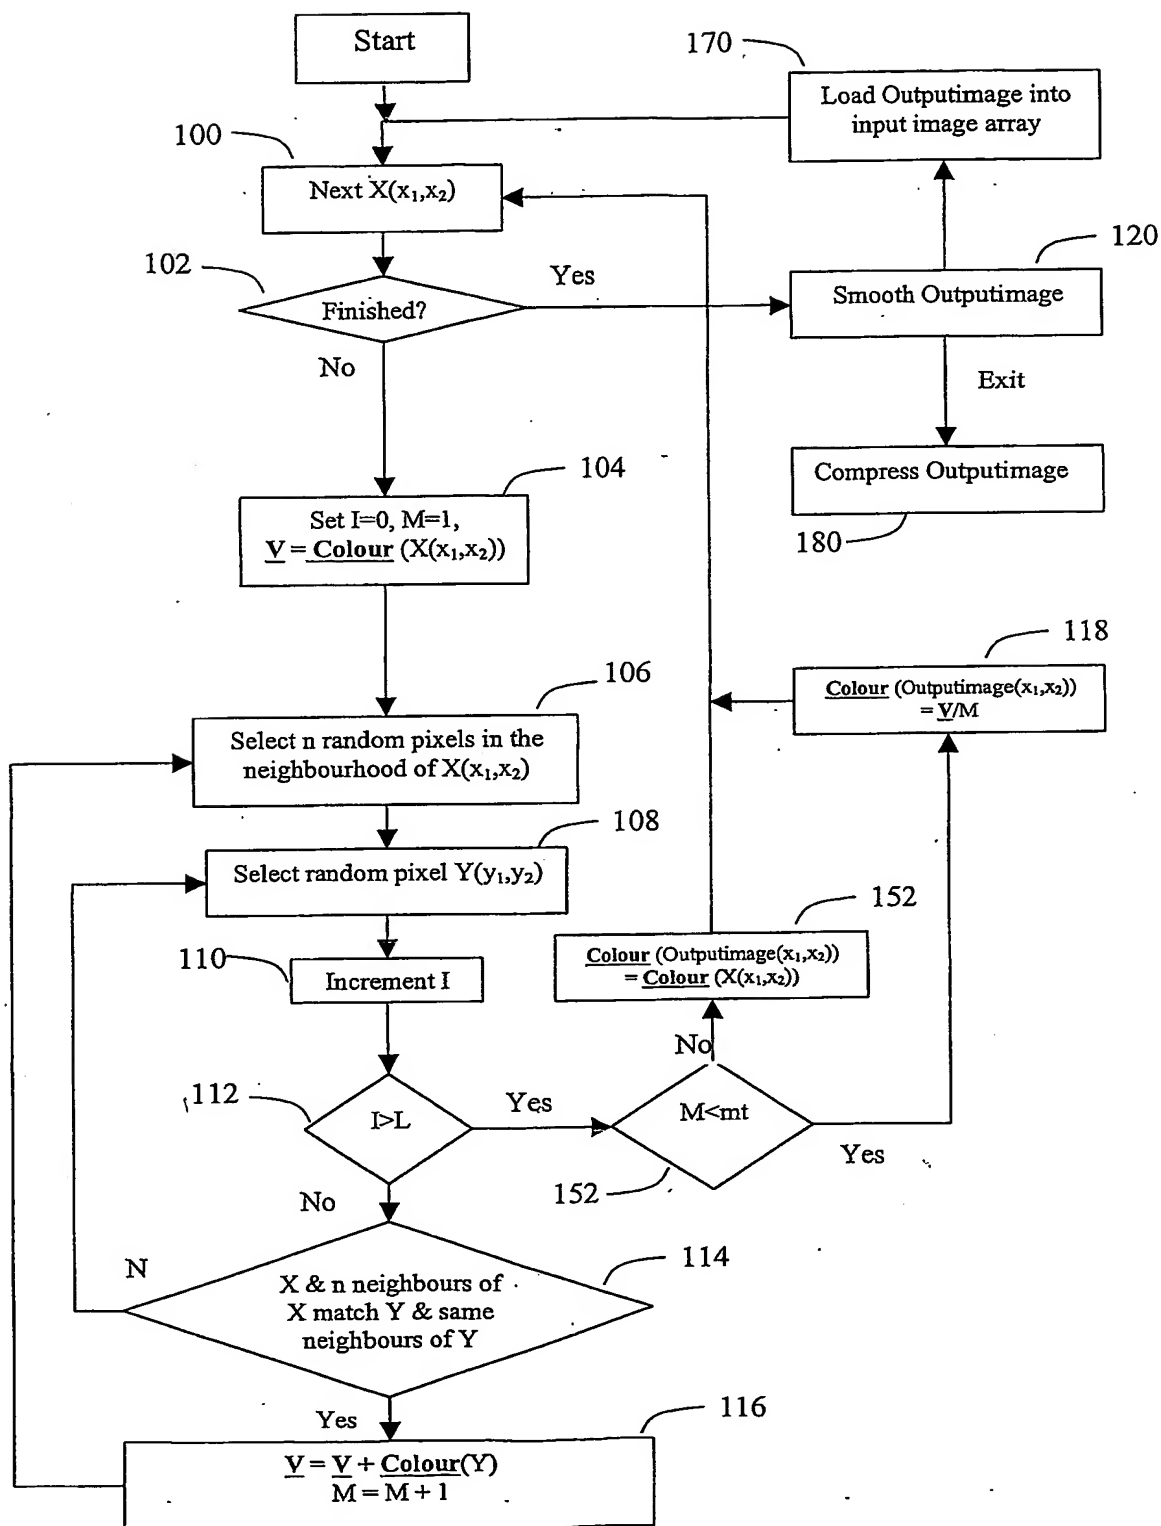 Start
170
Load Outputimage into
input image array
100
Next X(x₁,x₂)
120
102
Yes
Finished?
Smooth Outputimage
No
Exit
Compress Outputimage
104
180
Set I=0, M=1,
V = Colour (X(x₁,x₂))
118
Colour (Outputimage(x₁,x₂))
= V/M
106
Select n random pixels in the
neighbourhood of X(x₁,x₂)
108
Select random pixel Y(y₁,y₂)
152
Colour (Outputimage(x₁,x₂))
= Colour (X(x₁,x₂))
110
Increment I
No
112
I>L
Yes
M<mt
Yes
152
No
N
114
X & n neighbours of
X match Y & same
neighbours of Y
Yes
116
V = V + Colour(Y)
M = M + 1